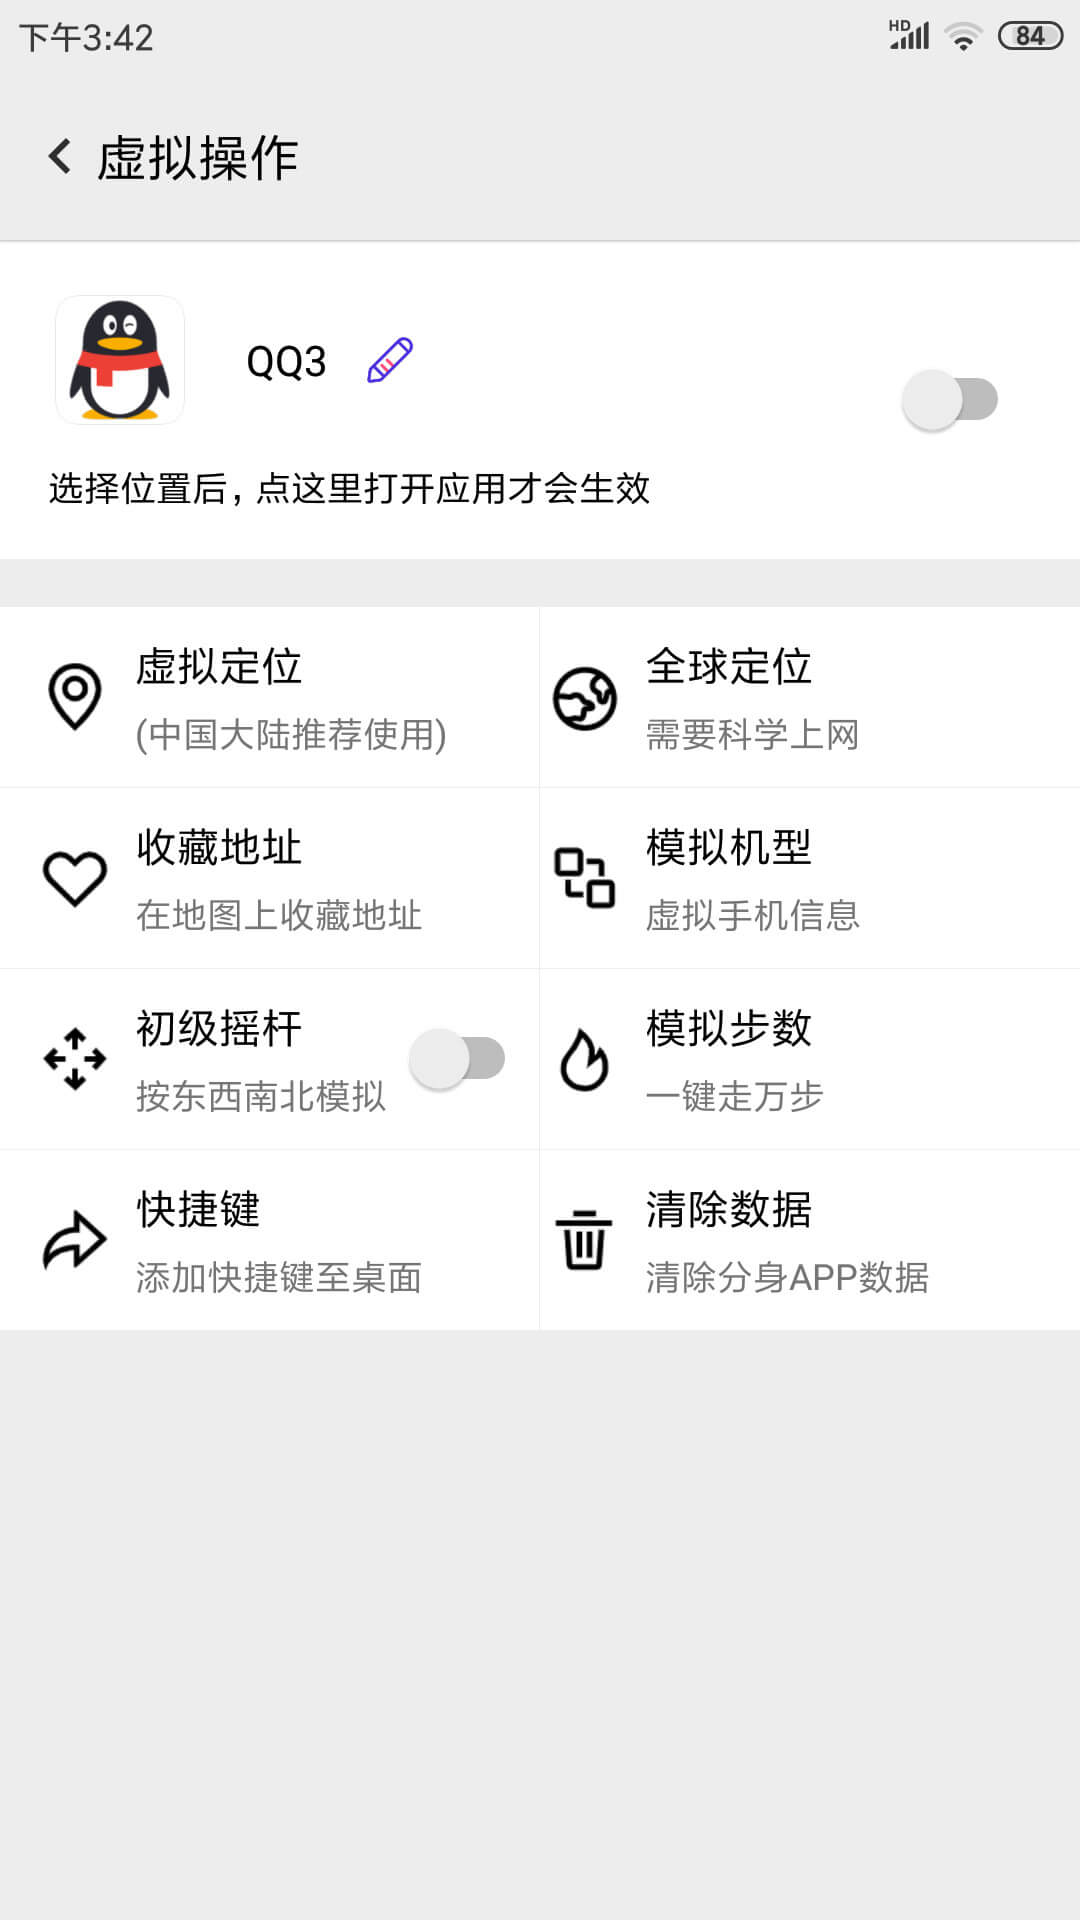 下午3:42
HD
84
虚拟操作
QQ3
选择位置后，点这里打开应用才会生效
虚拟定位
(中国大陆推荐使用)
全球定位
需要科学上网
收藏地址
在地图上收藏地址
模拟机型
虚拟手机信息
初级摇杆
按东西南北模拟
模拟步数
一键走万步
快捷键
添加快捷键至桌面
清除数据
清除分身APP数据